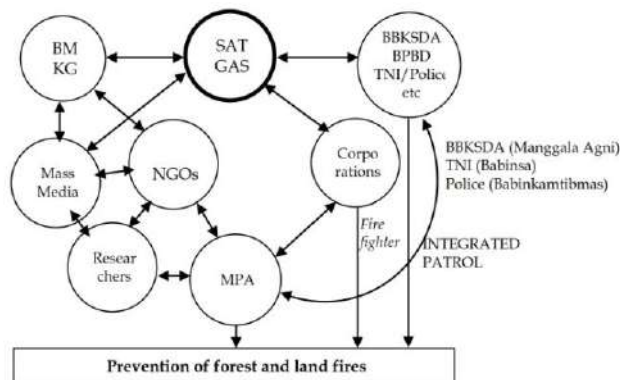 BM
KG
SAT
GAS
BBKSDA
BPBD
TNI/Police
etc
Mass
Media
NGOs
Corpo
rations
BBKSDA (Manggala Agni)
TNI (Babinsa)
Police (Babinkamtibmas)
Fire
fighter
INTEGRATED
PATROL
Resear
chers
MPA
Prevention of forest and land fires